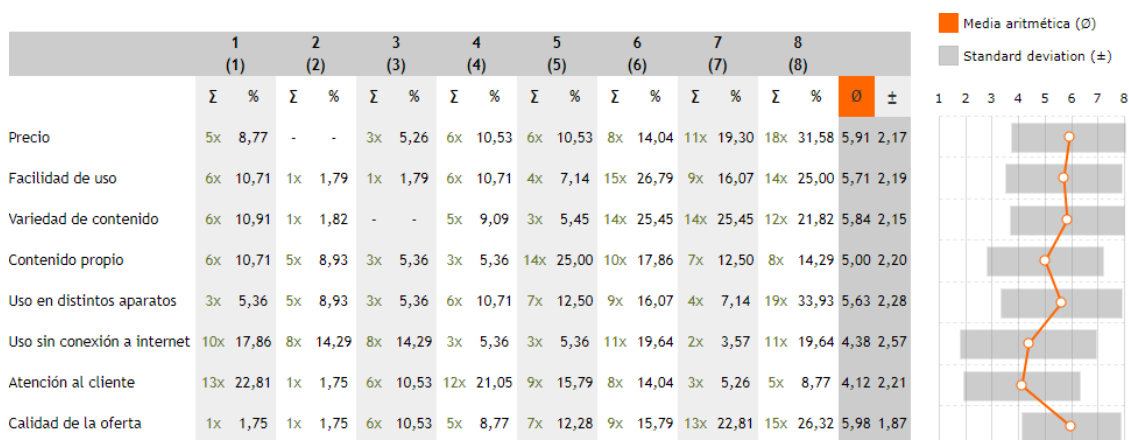 Media aritmética (Ø)
Standard deviation (±)
1 2 3 4 5 6 7 8
(1) (2) (3) (4) (5) (6) (7) (8)
Σ % Σ % Σ % Σ % Σ % Σ % Σ % Σ % Ø ± 1 2 3 4 5 6 7 8
Precio 5x 8,77 - - 3x 5,26 6x 10,53 6x 10,53 8x 14,04 11x 19,30 18x 31,58 5,91 2,17
Facilidad de uso 6x 10,71 1x 1,79 1x 1,79 6x 10,71 4x 7,14 15x 26,79 9x 16,07 14x 25,00 5,71 2,19
Variedad de contenido 6x 10,91 1x 1,82 - - 5x 9,09 3x 5,45 14x 25,45 14x 25,45 12x 21,82 5,84 2,15
Contenido propio 6x 10,71 5x 8,93 3x 5,36 3x 5,36 14x 25,00 10x 17,86 7x 12,50 8x 14,29 5,00 2,20
Uso en distintos aparatos 3x 5,36 5x 8,93 3x 5,36 6x 10,71 7x 12,50 9x 16,07 4x 7,14 19x 33,93 5,63 2,28
Uso sin conexión a internet 10x 17,86 8x 14,29 8x 14,29 3x 5,36 3x 5,36 11x 19,64 2x 3,57 11x 19,64 4,38 2,57
Atención al cliente 13x 22,81 1x 1,75 6x 10,53 12x 21,05 9x 15,79 8x 14,04 3x 5,26 5x 8,77 4,12 2,21
Calidad de la oferta 1x 1,75 1x 1,75 6x 10,53 5x 8,77 7x 12,28 9x 15,79 13x 22,81 15x 26,32 5,98 1,87